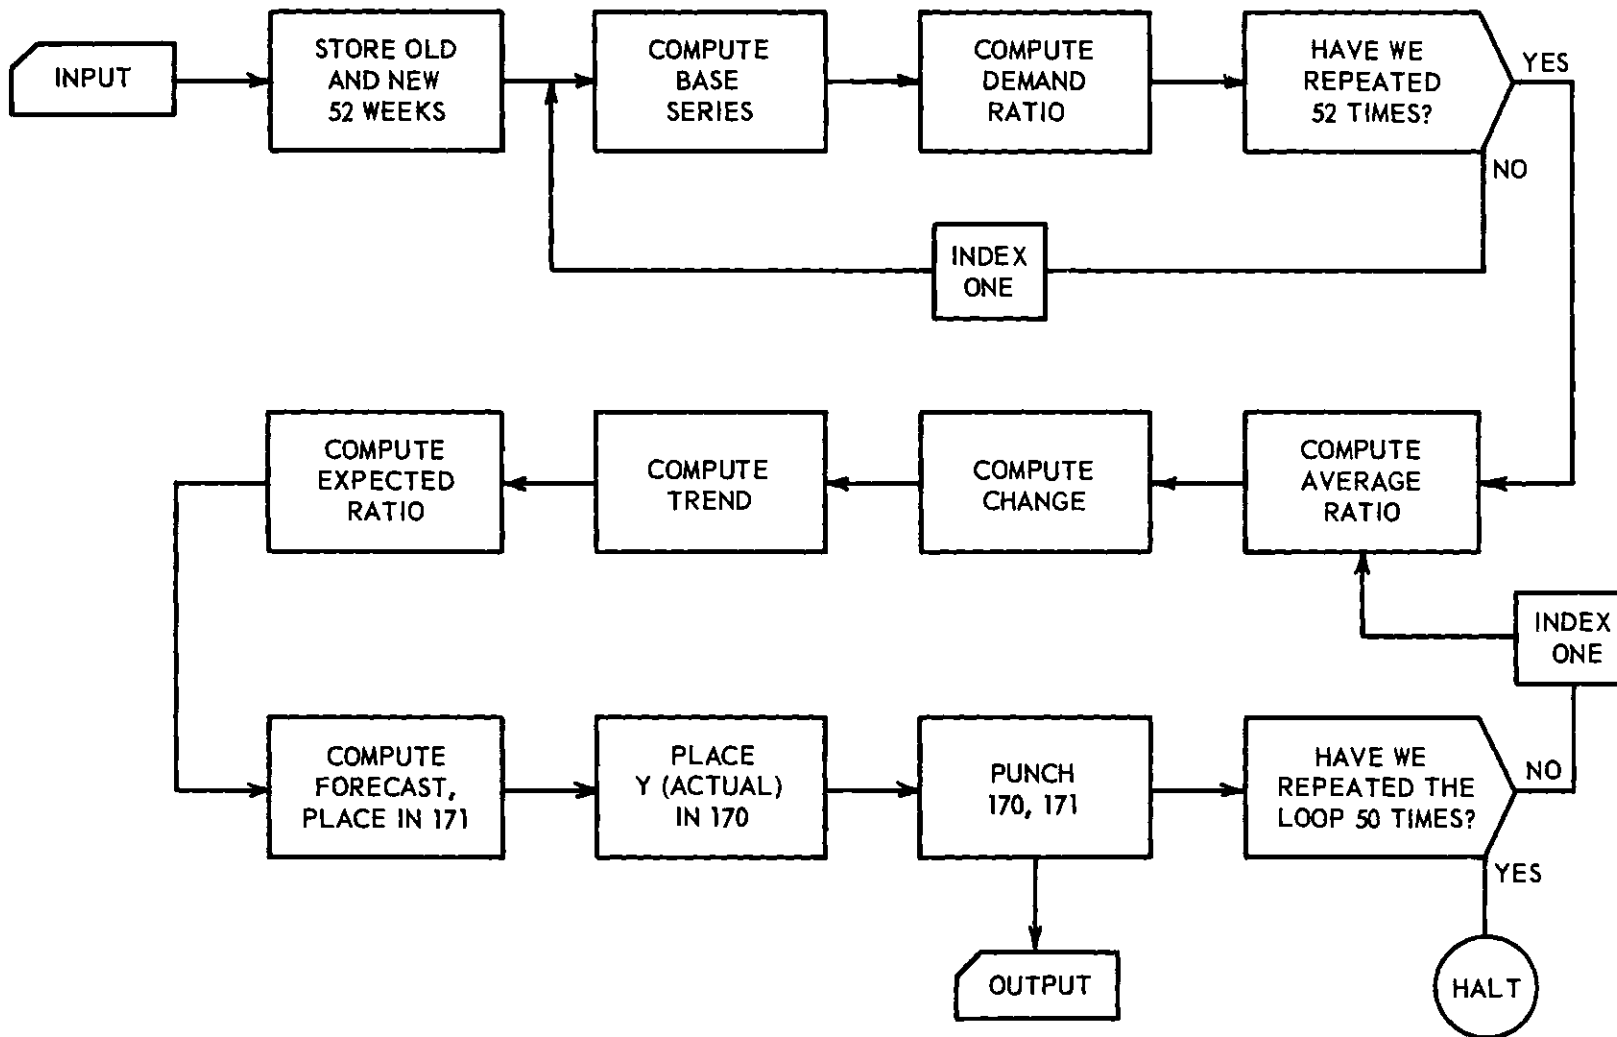 INPUT
STORE OLD
AND NEW
52 WEEKS
COMPUTE
BASE
SERIES
COMPUTE
DEMAND
RATIO
HAVE WE
REPEATED
52 TIMES?
YES
NO
INDEX
ONE
COMPUTE
EXPECTED
RATIO
COMPUTE
TREND
COMPUTE
CHANGE
COMPUTE
AVERAGE
RATIO
INDEX
ONE
COMPUTE
FORECAST,
PLACE IN 171
PLACE
Y (ACTUAL)
IN 170
PUNCH
170, 171
HAVE WE
REPEATED THE
LOOP 50 TIMES?
NO
YES
OUTPUT
HALT